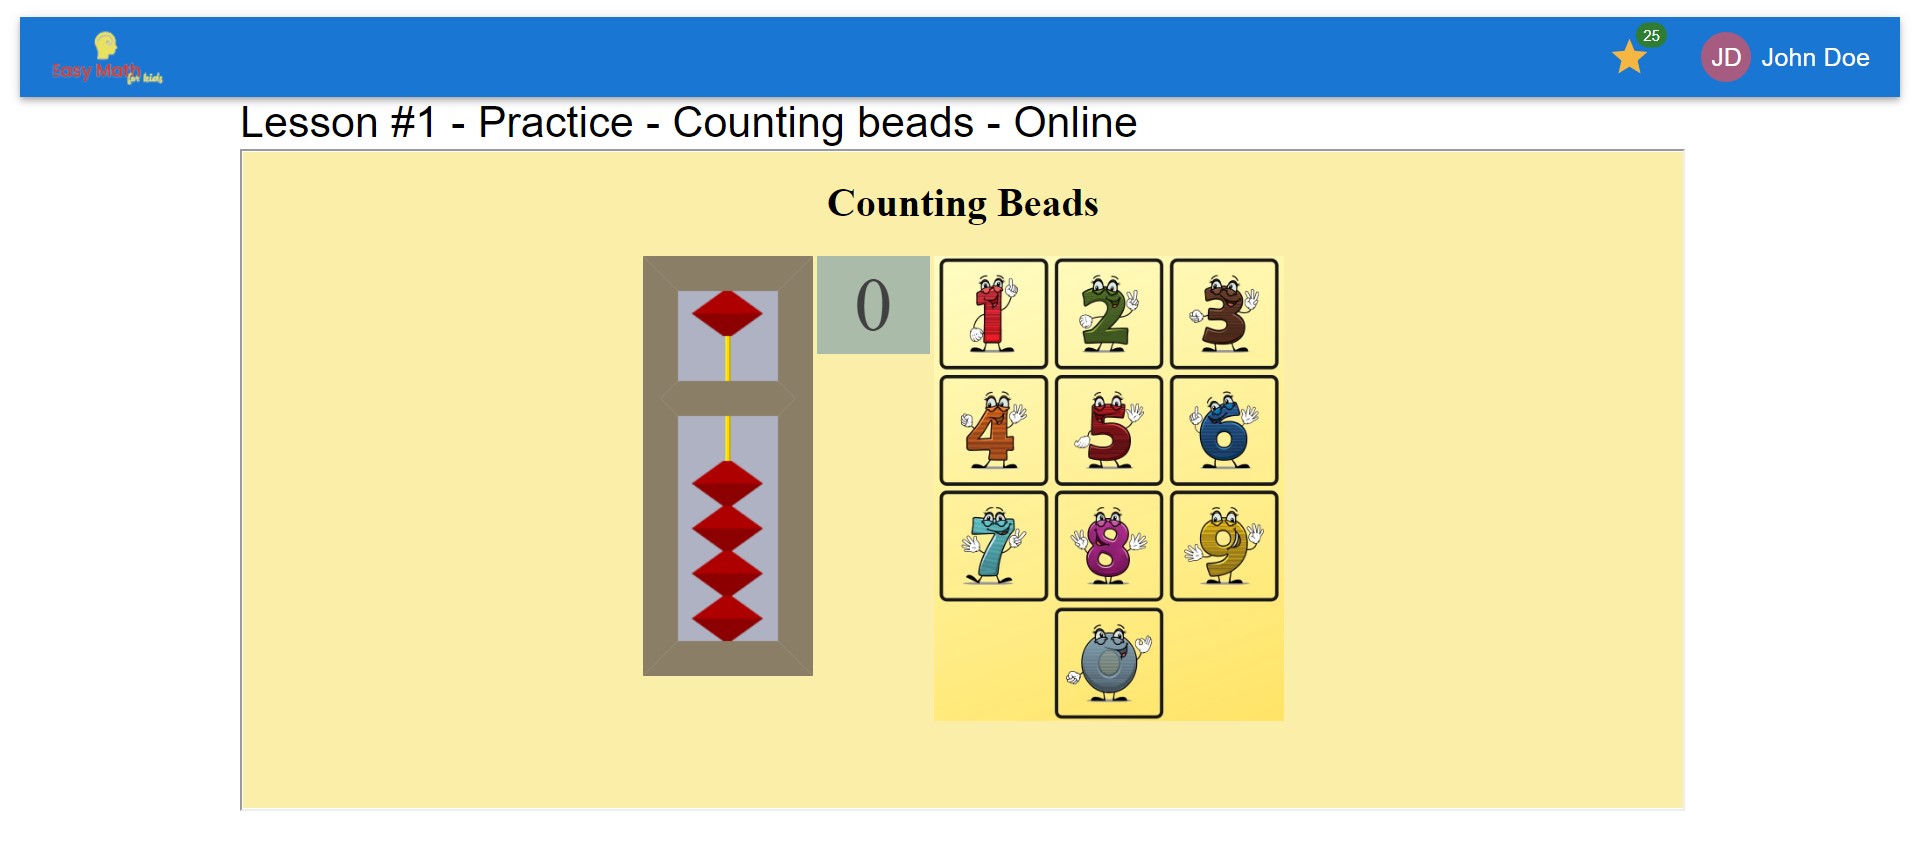 Easy Math
for kids
25
JD John Doe
Lesson #1 - Practice - Counting beads - Online
Counting Beads
0
1 2 3
4 5 6
7 8 9
0